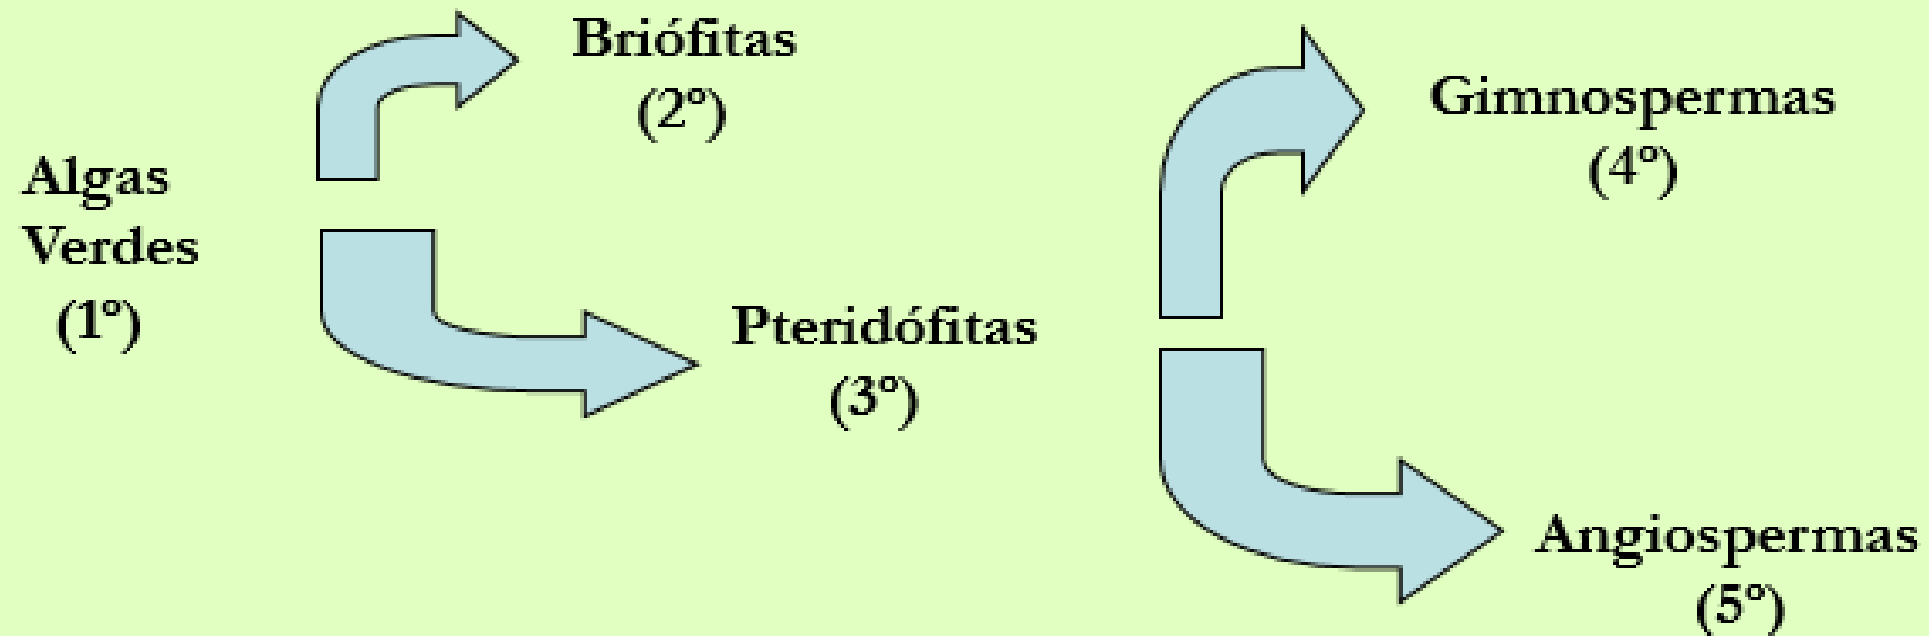 Algas
Verdes
(1º)
Briófitas
(2º)
Pteridófitas
(3º)
Gimnospermas
(4º)
Angiospermas
(5º)